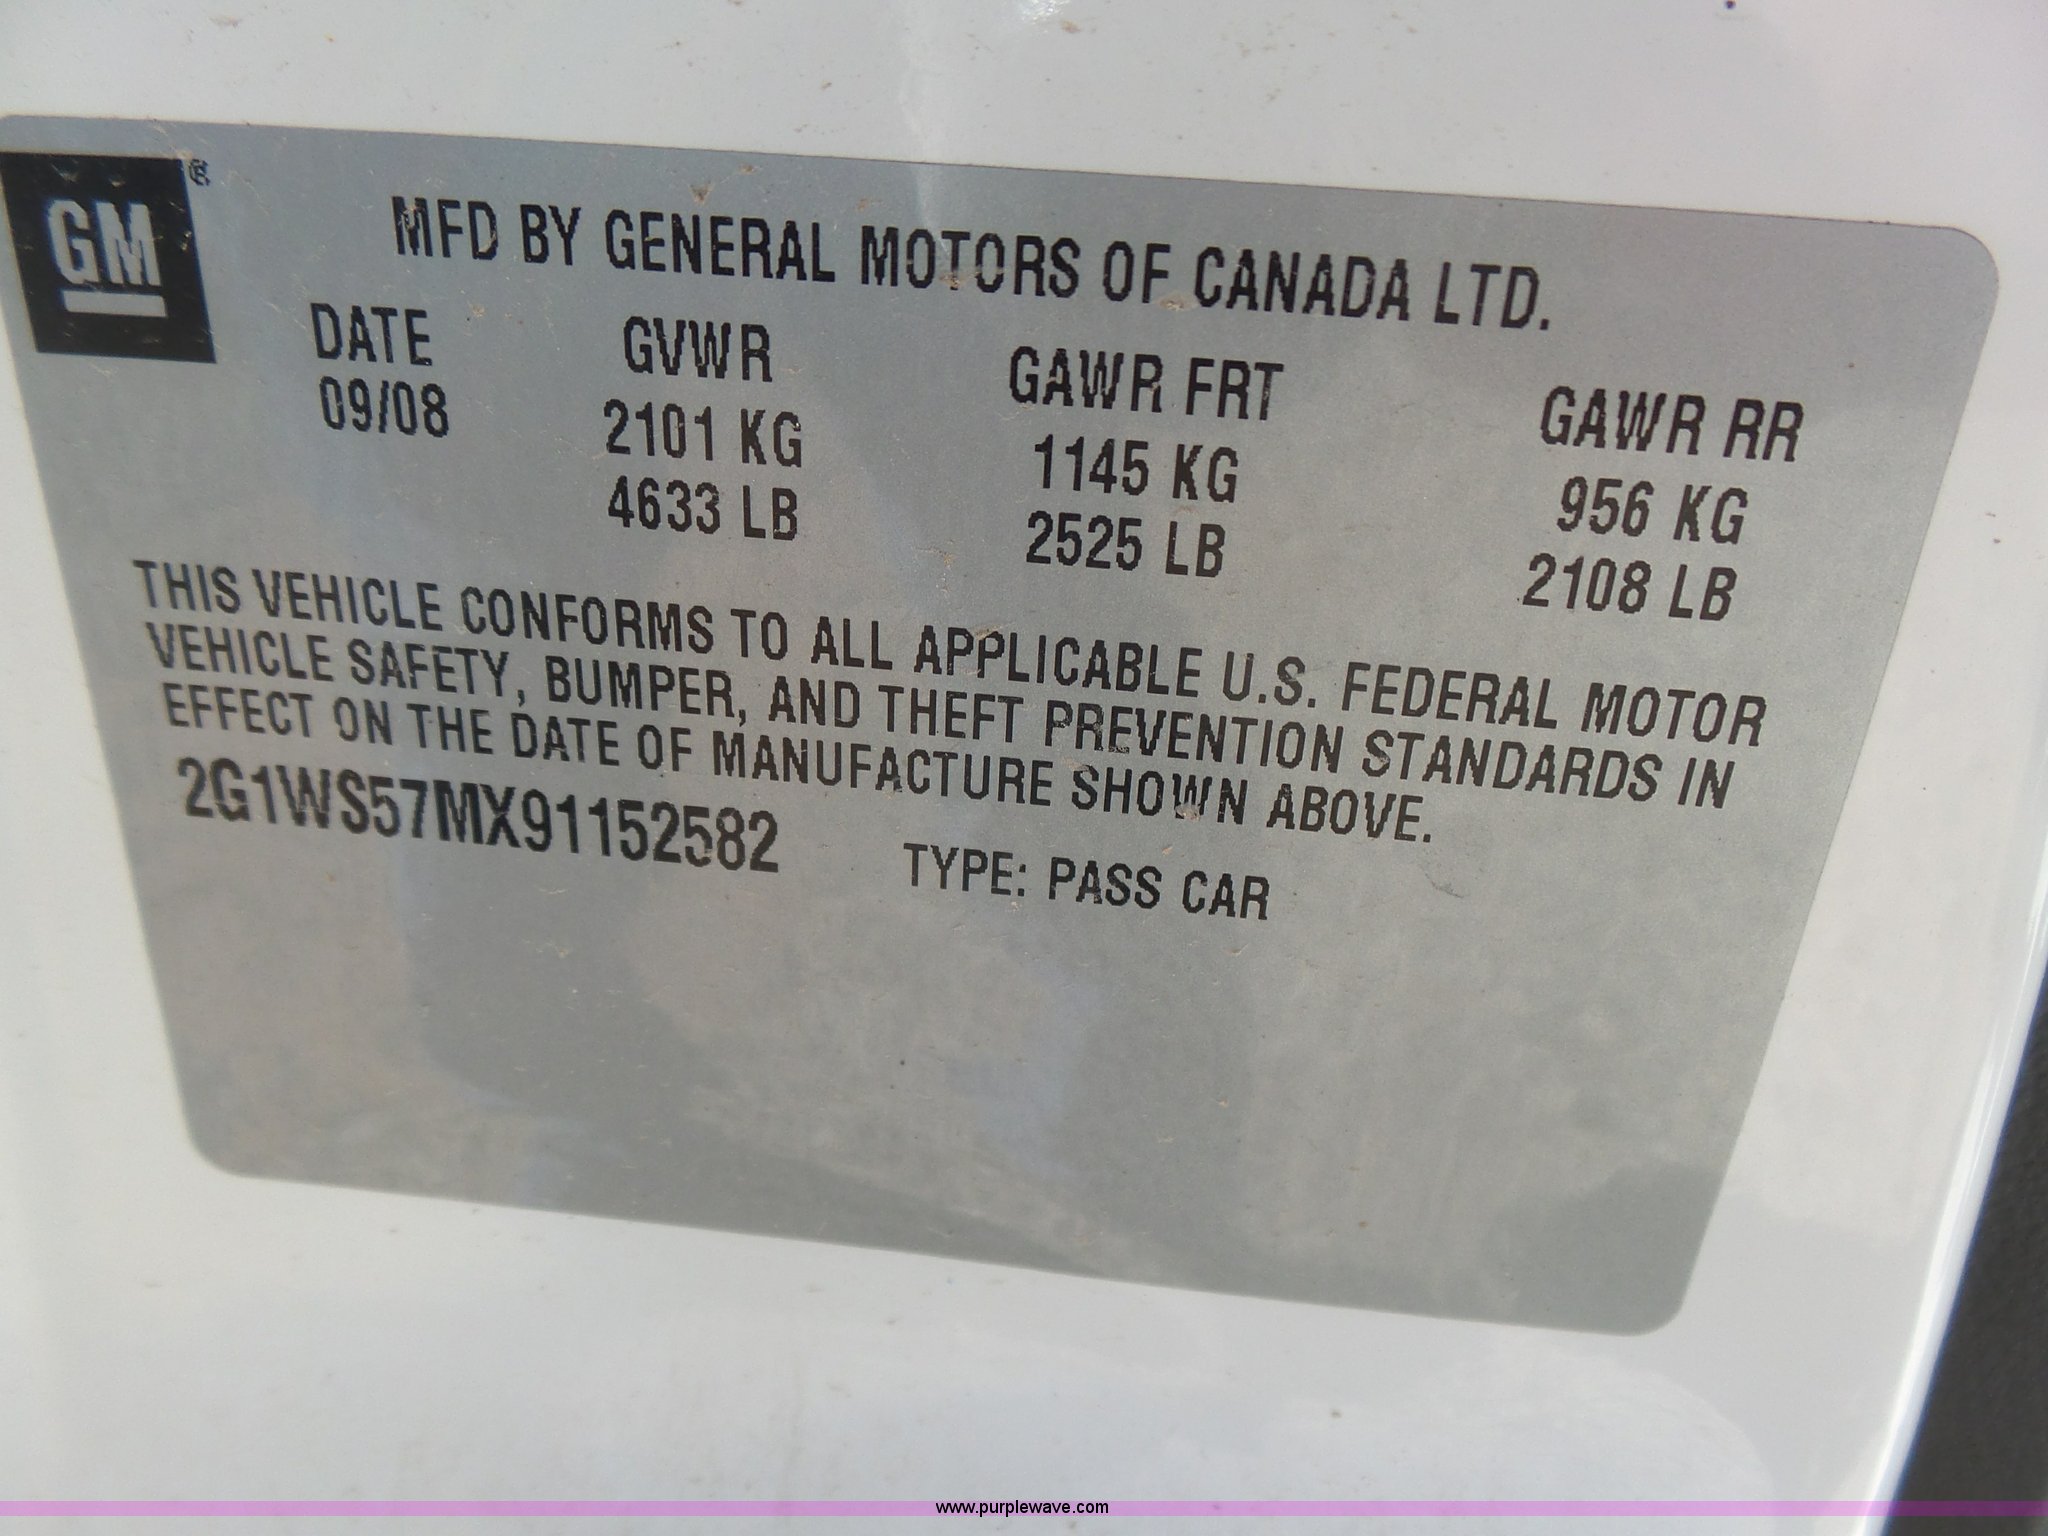 GM®
MFD BY GENERAL MOTORS OF CANADA LTD.
DATE GVWR GAWR FRT GAWR RR
09/08 2101 KG 1145 KG 956 KG
4633 LB 2525 LB 2108 LB
THIS VEHICLE CONFORMS TO ALL APPLICABLE U.S. FEDERAL MOTOR
VEHICLE SAFETY, BUMPER, AND THEFT PREVENTION STANDARDS IN
EFFECT ON THE DATE OF MANUFACTURE SHOWN ABOVE.
2G1WS57MX91152582 TYPE: PASS CAR
www.purplewave.com